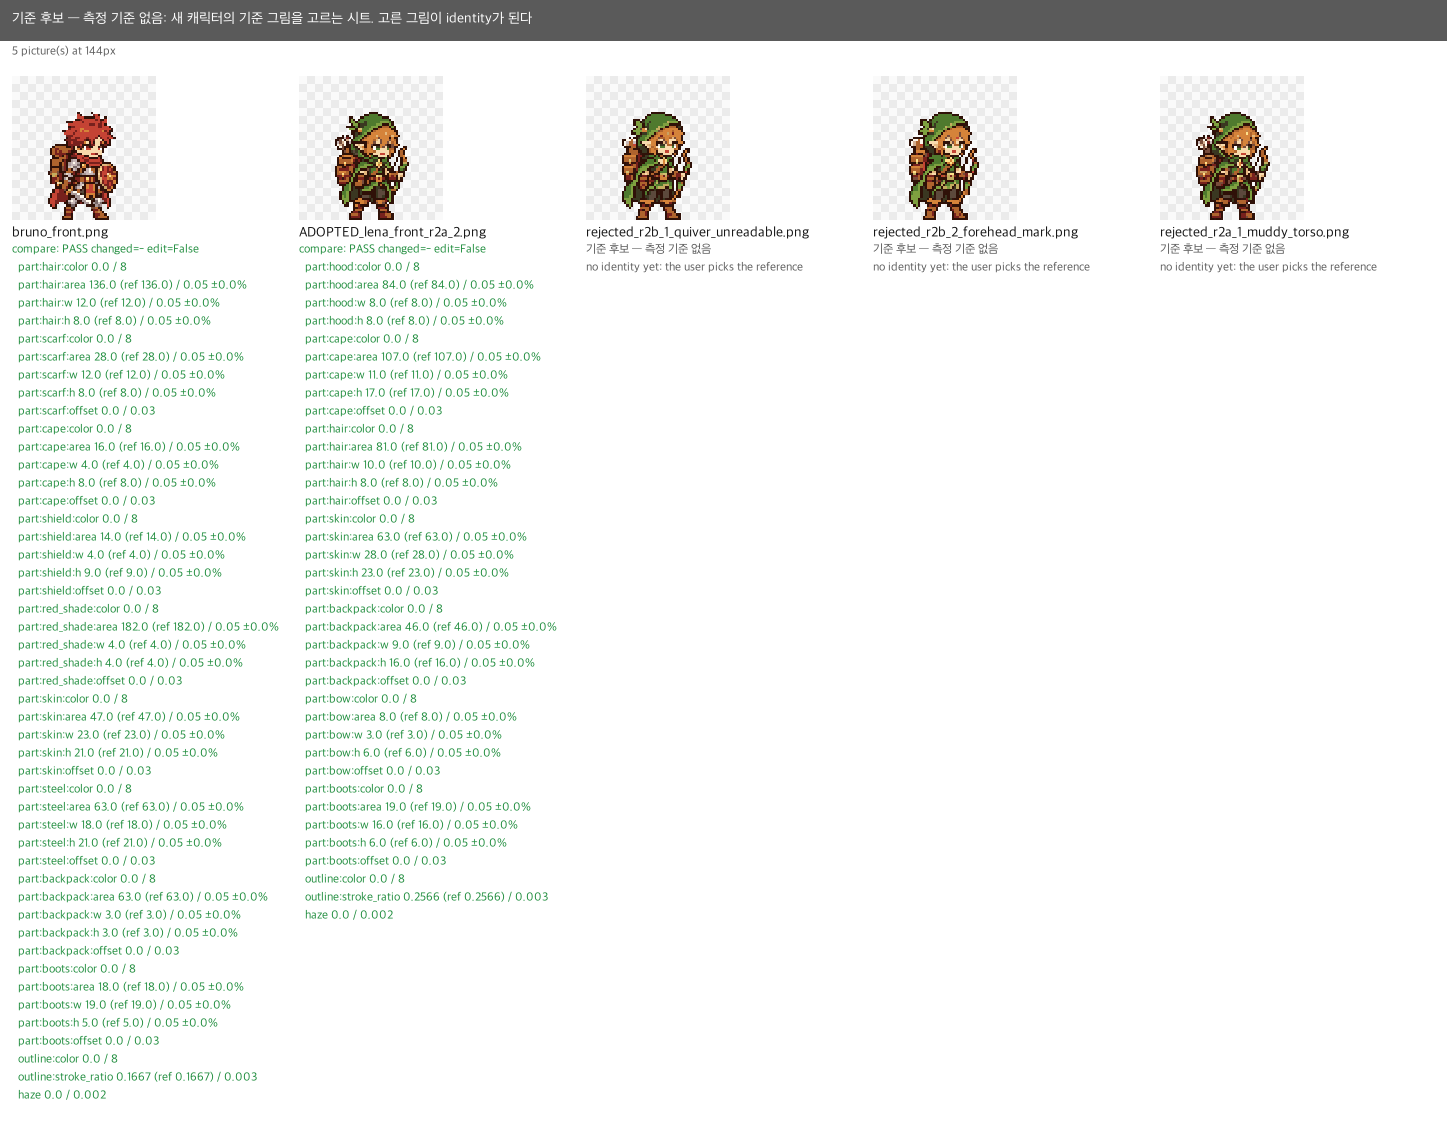 기준 후보 — 측정 기준 없음: 새 캐릭터의 기준 그림을 고르는 시트. 고른 그림이 identity가 된다
5 picture(s) at 144px
bruno_front.png
compare: PASS changed=- edit=False
part:hair:color 0.0 / 8
part:hair:area 136.0 (ref 136.0) / 0.05 ±0.0%
part:hair:w 12.0 (ref 12.0) / 0.05 ±0.0%
part:hair:h 8.0 (ref 8.0) / 0.05 ±0.0%
part:scarf:color 0.0 / 8
part:scarf:area 28.0 (ref 28.0) / 0.05 ±0.0%
part:scarf:w 12.0 (ref 12.0) / 0.05 ±0.0%
part:scarf:h 8.0 (ref 8.0) / 0.05 ±0.0%
part:scarf:offset 0.0 / 0.03
part:cape:color 0.0 / 8
part:cape:area 16.0 (ref 16.0) / 0.05 ±0.0%
part:cape:w 4.0 (ref 4.0) / 0.05 ±0.0%
part:cape:h 8.0 (ref 8.0) / 0.05 ±0.0%
part:cape:offset 0.0 / 0.03
part:shield:color 0.0 / 8
part:shield:area 14.0 (ref 14.0) / 0.05 ±0.0%
part:shield:w 4.0 (ref 4.0) / 0.05 ±0.0%
part:shield:h 9.0 (ref 9.0) / 0.05 ±0.0%
part:shield:offset 0.0 / 0.03
part:red_shade:color 0.0 / 8
part:red_shade:area 182.0 (ref 182.0) / 0.05 ±0.0%
part:red_shade:w 4.0 (ref 4.0) / 0.05 ±0.0%
part:red_shade:h 4.0 (ref 4.0) / 0.05 ±0.0%
part:red_shade:offset 0.0 / 0.03
part:skin:color 0.0 / 8
part:skin:area 47.0 (ref 47.0) / 0.05 ±0.0%
part:skin:w 23.0 (ref 23.0) / 0.05 ±0.0%
part:skin:h 21.0 (ref 21.0) / 0.05 ±0.0%
part:skin:offset 0.0 / 0.03
part:steel:color 0.0 / 8
part:steel:area 63.0 (ref 63.0) / 0.05 ±0.0%
part:steel:w 18.0 (ref 18.0) / 0.05 ±0.0%
part:steel:h 21.0 (ref 21.0) / 0.05 ±0.0%
part:steel:offset 0.0 / 0.03
part:backpack:color 0.0 / 8
part:backpack:area 63.0 (ref 63.0) / 0.05 ±0.0%
part:backpack:w 3.0 (ref 3.0) / 0.05 ±0.0%
part:backpack:h 3.0 (ref 3.0) / 0.05 ±0.0%
part:backpack:offset 0.0 / 0.03
part:boots:color 0.0 / 8
part:boots:area 18.0 (ref 18.0) / 0.05 ±0.0%
part:boots:w 19.0 (ref 19.0) / 0.05 ±0.0%
part:boots:h 5.0 (ref 5.0) / 0.05 ±0.0%
part:boots:offset 0.0 / 0.03
outline:color 0.0 / 8
outline:stroke_ratio 0.1667 (ref 0.1667) / 0.003
haze 0.0 / 0.002
ADOPTED_lena_front_r2a_2.png
compare: PASS changed=- edit=False
part:hood:color 0.0 / 8
part:hood:area 84.0 (ref 84.0) / 0.05 ±0.0%
part:hood:w 8.0 (ref 8.0) / 0.05 ±0.0%
part:hood:h 8.0 (ref 8.0) / 0.05 ±0.0%
part:cape:color 0.0 / 8
part:cape:area 107.0 (ref 107.0) / 0.05 ±0.0%
part:cape:w 11.0 (ref 11.0) / 0.05 ±0.0%
part:cape:h 17.0 (ref 17.0) / 0.05 ±0.0%
part:cape:offset 0.0 / 0.03
part:hair:color 0.0 / 8
part:hair:area 81.0 (ref 81.0) / 0.05 ±0.0%
part:hair:w 10.0 (ref 10.0) / 0.05 ±0.0%
part:hair:h 8.0 (ref 8.0) / 0.05 ±0.0%
part:hair:offset 0.0 / 0.03
part:skin:color 0.0 / 8
part:skin:area 63.0 (ref 63.0) / 0.05 ±0.0%
part:skin:w 28.0 (ref 28.0) / 0.05 ±0.0%
part:skin:h 23.0 (ref 23.0) / 0.05 ±0.0%
part:skin:offset 0.0 / 0.03
part:backpack:color 0.0 / 8
part:backpack:area 46.0 (ref 46.0) / 0.05 ±0.0%
part:backpack:w 9.0 (ref 9.0) / 0.05 ±0.0%
part:backpack:h 16.0 (ref 16.0) / 0.05 ±0.0%
part:backpack:offset 0.0 / 0.03
part:bow:color 0.0 / 8
part:bow:area 8.0 (ref 8.0) / 0.05 ±0.0%
part:bow:w 3.0 (ref 3.0) / 0.05 ±0.0%
part:bow:h 6.0 (ref 6.0) / 0.05 ±0.0%
part:bow:offset 0.0 / 0.03
part:boots:color 0.0 / 8
part:boots:area 19.0 (ref 19.0) / 0.05 ±0.0%
part:boots:w 16.0 (ref 16.0) / 0.05 ±0.0%
part:boots:h 6.0 (ref 6.0) / 0.05 ±0.0%
part:boots:offset 0.0 / 0.03
outline:color 0.0 / 8
outline:stroke_ratio 0.2566 (ref 0.2566) / 0.003
haze 0.0 / 0.002
rejected_r2b_1_quiver_unreadable.png
기준 후보 — 측정 기준 없음
no identity yet: the user picks the reference
rejected_r2b_2_forehead_mark.png
기준 후보 — 측정 기준 없음
no identity yet: the user picks the reference
rejected_r2a_1_muddy_torso.png
기준 후보 — 측정 기준 없음
no identity yet: the user picks the reference